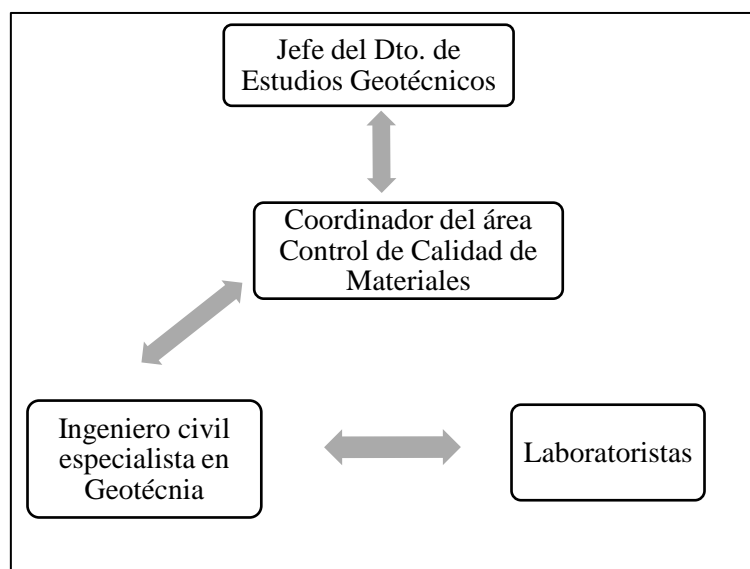 Jefe del Dto. de
Estudios Geotécnicos
Coordinador del área
Control de Calidad de
Materiales
Ingeniero civil
especialista en
Geotécnia
Laboratoristas